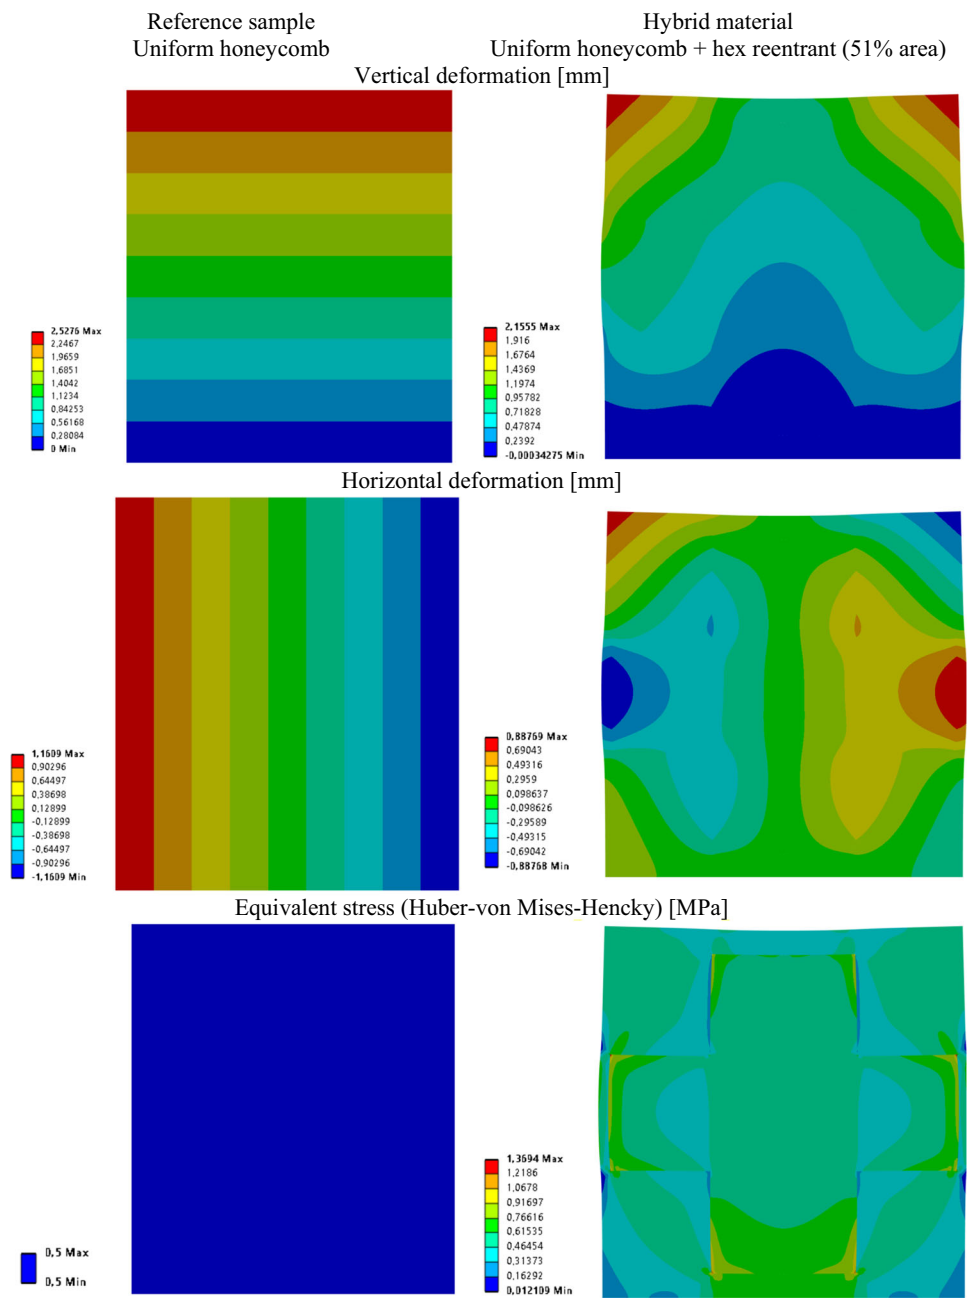 Reference sample
Uniform honeycomb
Hybrid material
Uniform honeycomb + hex reentrant (51% area)
Vertical deformation [mm]
2,5276 Max
2,2467
1,9659
1,6851
1,4042
1,1234
0,84253
0,56168
0,28084
0 Min
2,1555 Max
1,916
1,6764
1,4369
1,1974
0,95782
0,71828
0,47874
0,2392
-0,00034275 Min
Horizontal deformation [mm]
1,1609 Max
0,90296
0,64497
0,38698
0,12899
-0,12899
-0,38698
-0,64497
-0,90296
-1,1609 Min
0,88769 Max
0,69043
0,49316
0,2959
0,098637
-0,098626
-0,29589
-0,49315
-0,69042
-0,88768 Min
Equivalent stress (Huber-von Mises-Hencky) [MPa]
0,5 Max
0,5 Min
1,3694 Max
1,2186
1,0678
0,91697
0,76616
0,61535
0,46454
0,31373
0,16292
0,012109 Min